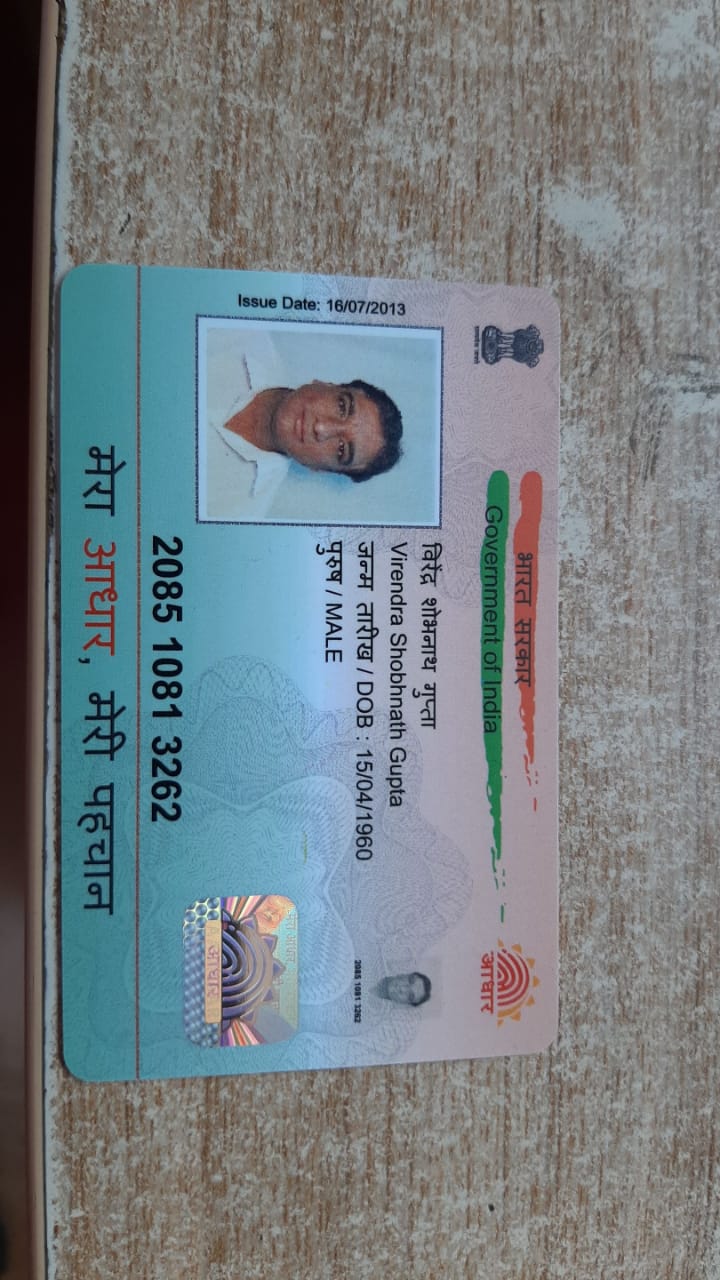 भारत सरकार
Government of India
आधार
Issue Date: 16/07/2013
विरेंद्र शोभनाथ गुप्ता
Virendra Shobhnath Gupta
जन्म तारीख / DOB : 15/04/1960
पुरुष / MALE
2085 1081 3262
आधार
2085 1081 3262
मेरा आधार, मेरी पहचान